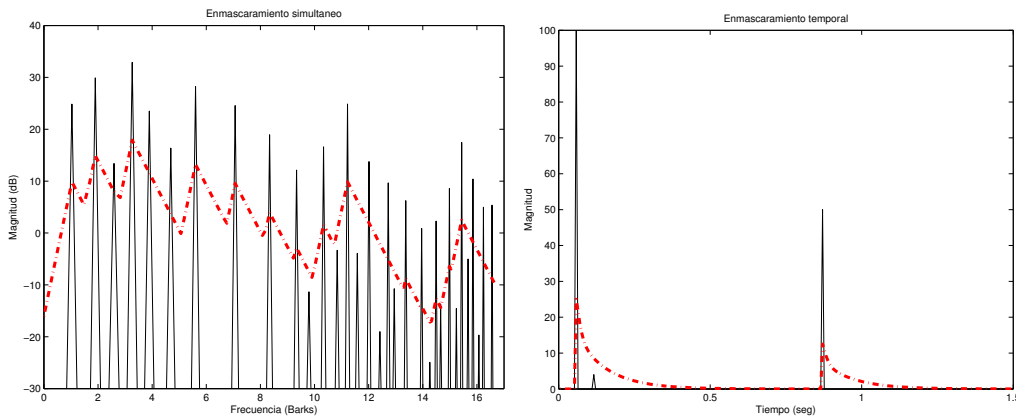 Enmascaramiento simultaneo
40
30
20
10
0
−10
−20
−30
0 2 4 6 8 10 12 14 16
Magnitud (dB)
Frecuencia (Barks)
Enmascaramiento temporal
100
90
80
70
60
50
40
30
20
10
0
0 0.5 1 1.5
Magnitud
Tiempo (seg)